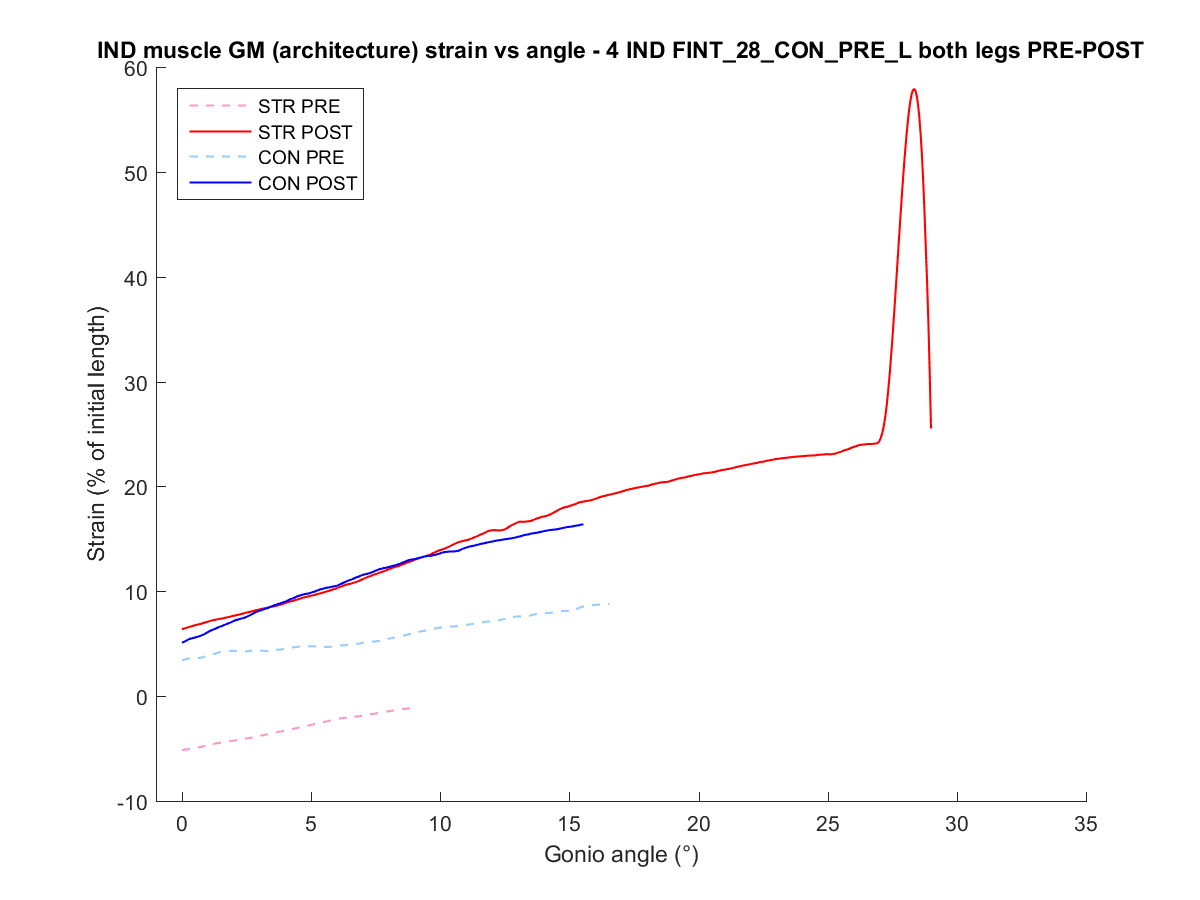 IND muscle GM (architecture) strain vs angle - 4 IND FINT_28_CON_PRE_L both legs PRE-POST
60
50
40
30
20
10
0
-10
Strain (% of initial length)
STR PRE
STR POST
CON PRE
CON POST
0 5 10 15 20 25 30 35
Gonio angle (°)